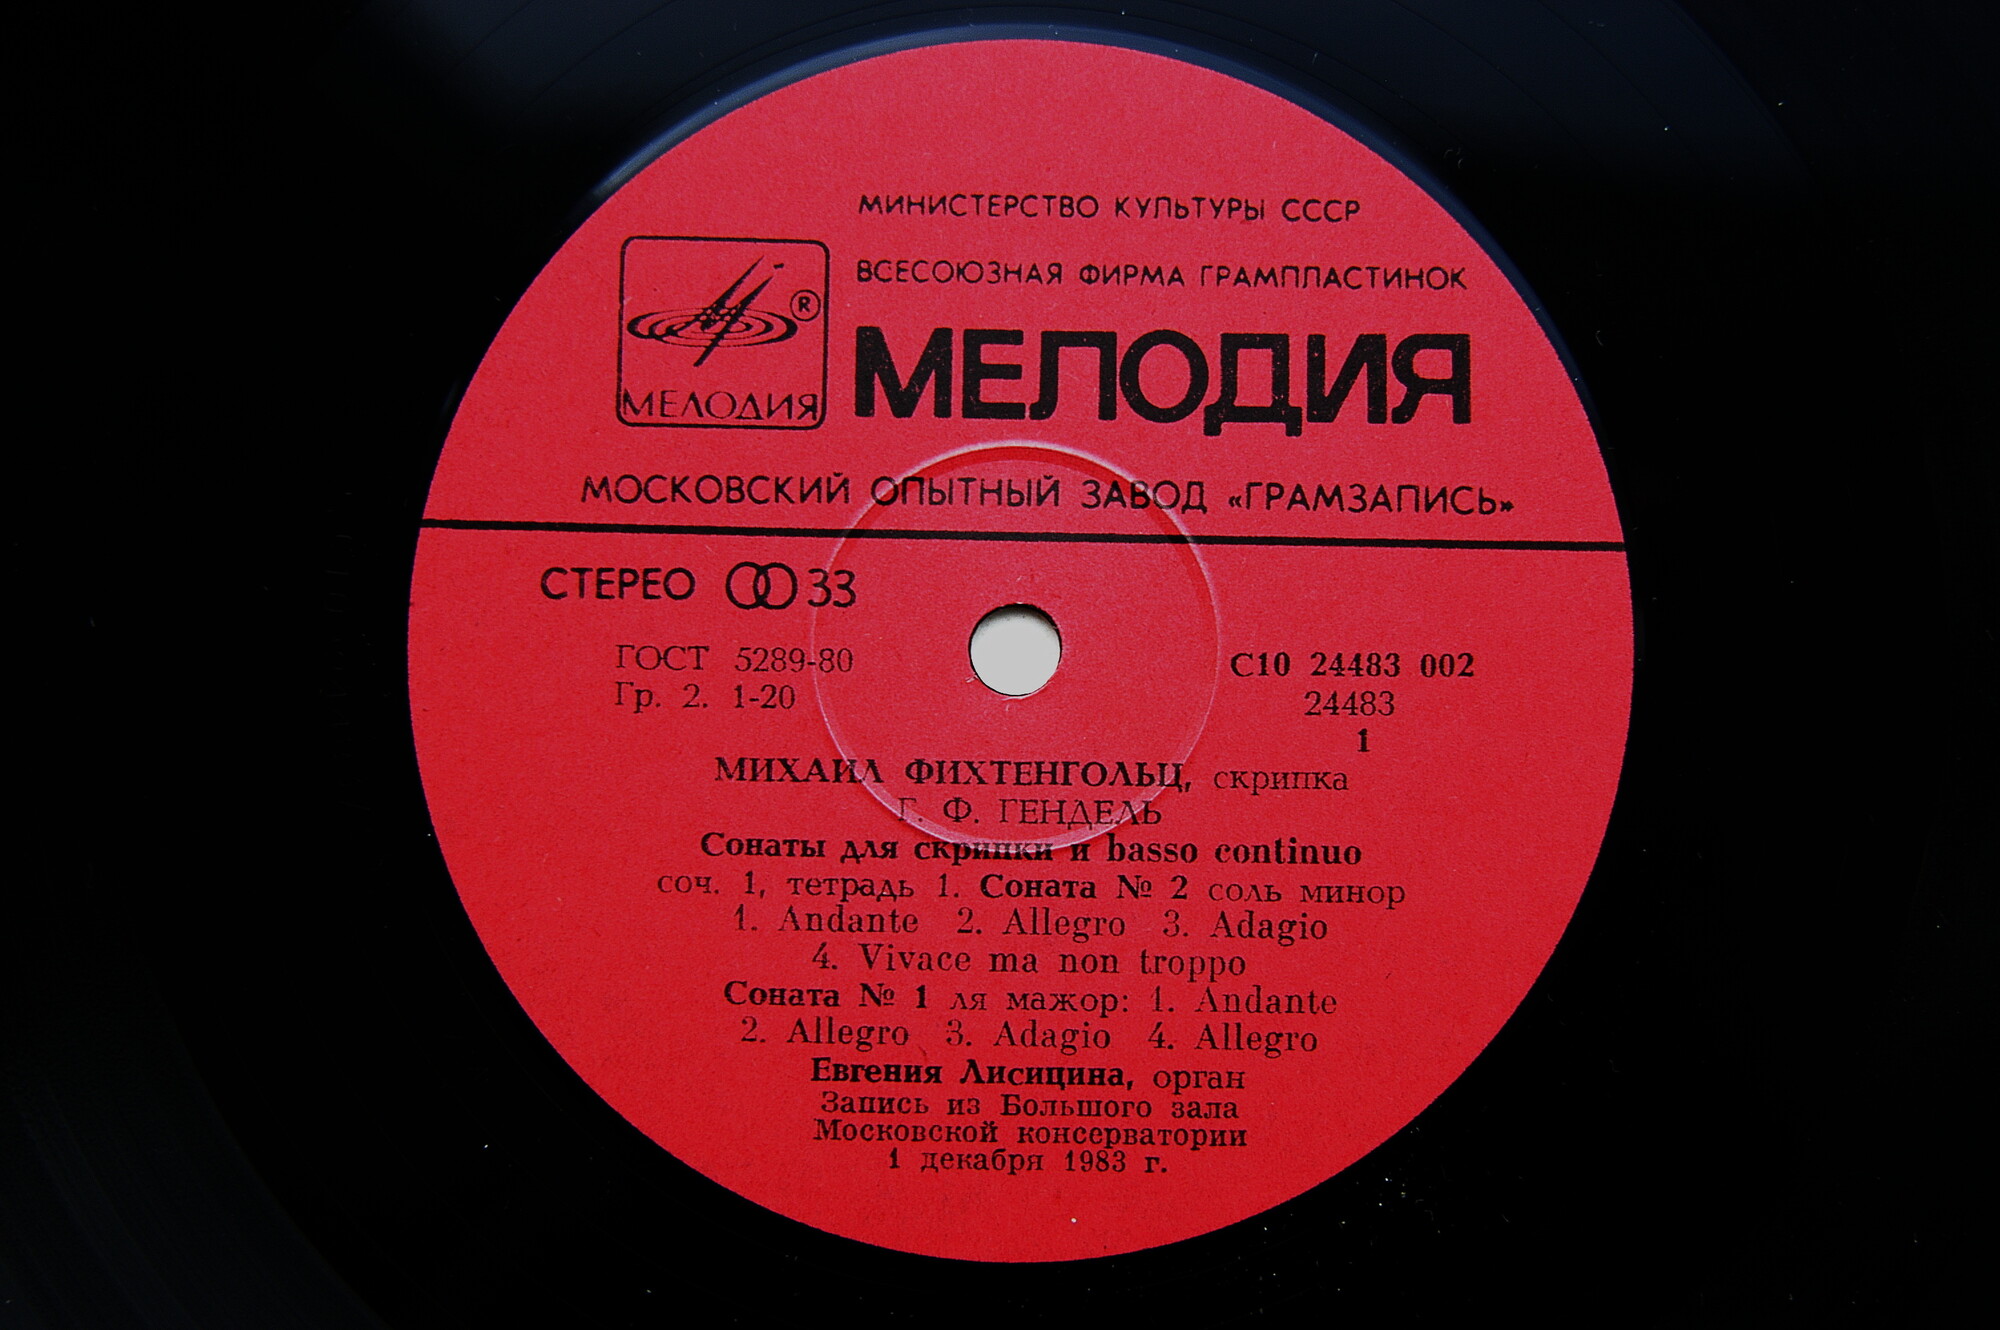 МИНИСТЕРСТВО КУЛЬТУРЫ СССР
ВСЕСОЮЗНАЯ ФИРМА ГРАМПЛАСТИНОК
®
МЕЛОДИЯ
МЕЛОДИЯ
МОСКОВСКИЙ ОПЫТНЫЙ ЗАВОД «ГРАМЗАПИСЬ»
СТЕРЕО 33
ГОСТ 5289-80
Гр. 2. 1-20
С10 24483 002
24483
1
МИХАИЛ ФИХТЕНГОЛЬЦ, скрипка
Г. Ф. ГЕНДЕЛЬ
Сонаты для скрипки и basso continuo
соч. 1, тетрадь 1. Соната № 2 соль минор
1. Andante 2. Allegro 3. Adagio
4. Vivace ma non troppo
Соната № 1 ля мажор: 1. Andante
2. Allegro 3. Adagio 4. Allegro
Евгения Лисицина, орган
Запись из Большого зала
Московской консерватории
1 декабря 1983 г.